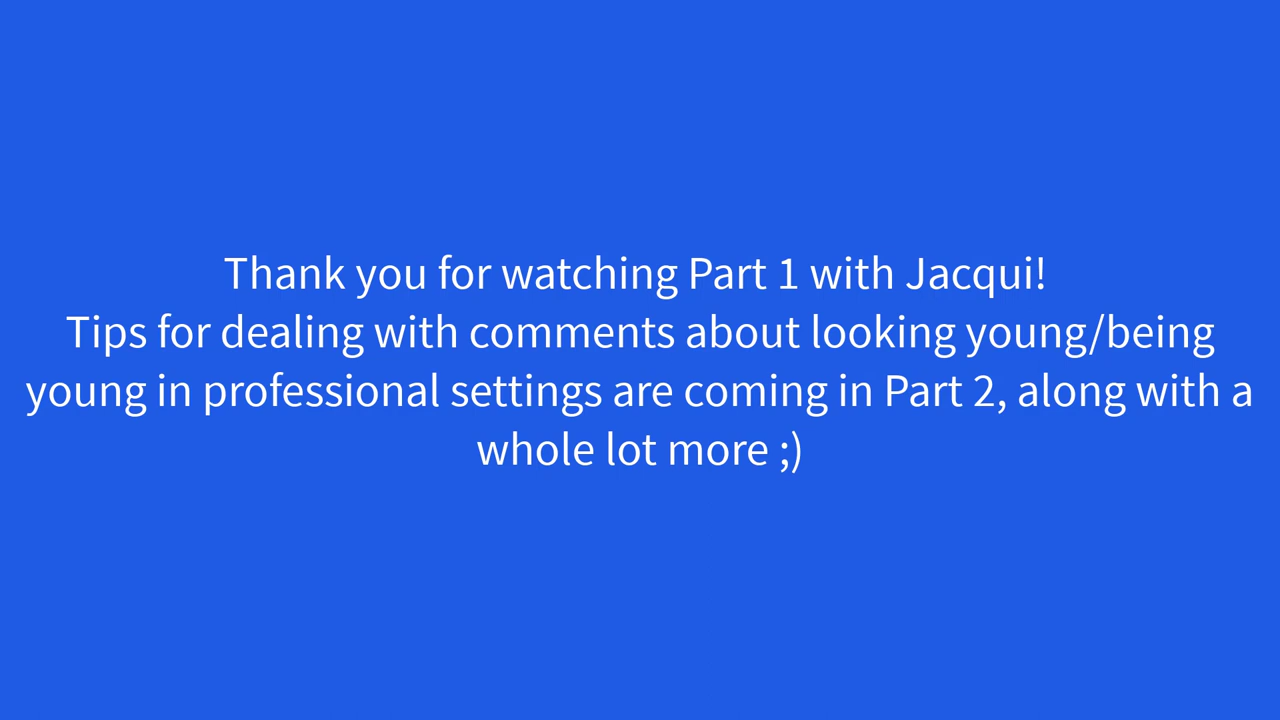 Thank you for watching Part 1 with Jacqui!
Tips for dealing with comments about looking young/being
young in professional settings are coming in Part 2, along with a
whole lot more ;)